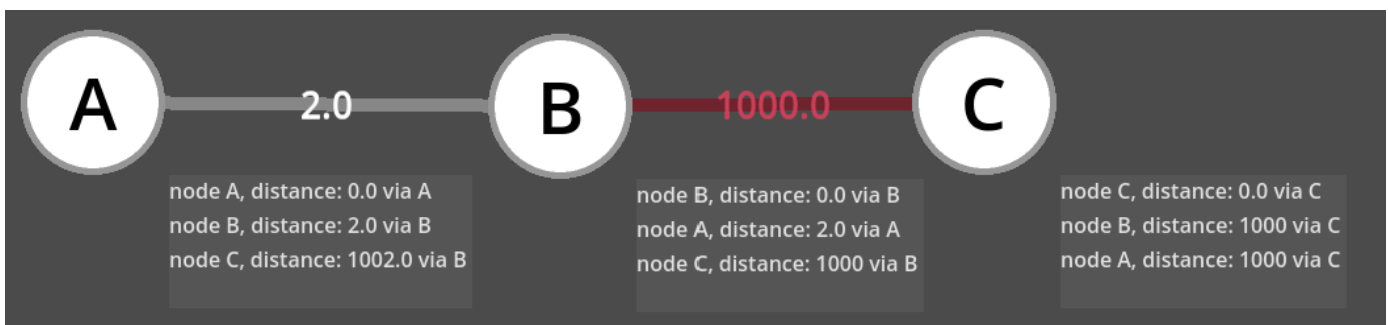 A
2.0
B
1000.0
C
node A, distance: 0.0 via A
node B, distance: 2.0 via B
node C, distance: 1002.0 via B
node B, distance: 0.0 via B
node A, distance: 2.0 via A
node C, distance: 1000 via B
node C, distance: 0.0 via C
node B, distance: 1000 via C
node A, distance: 1000 via C